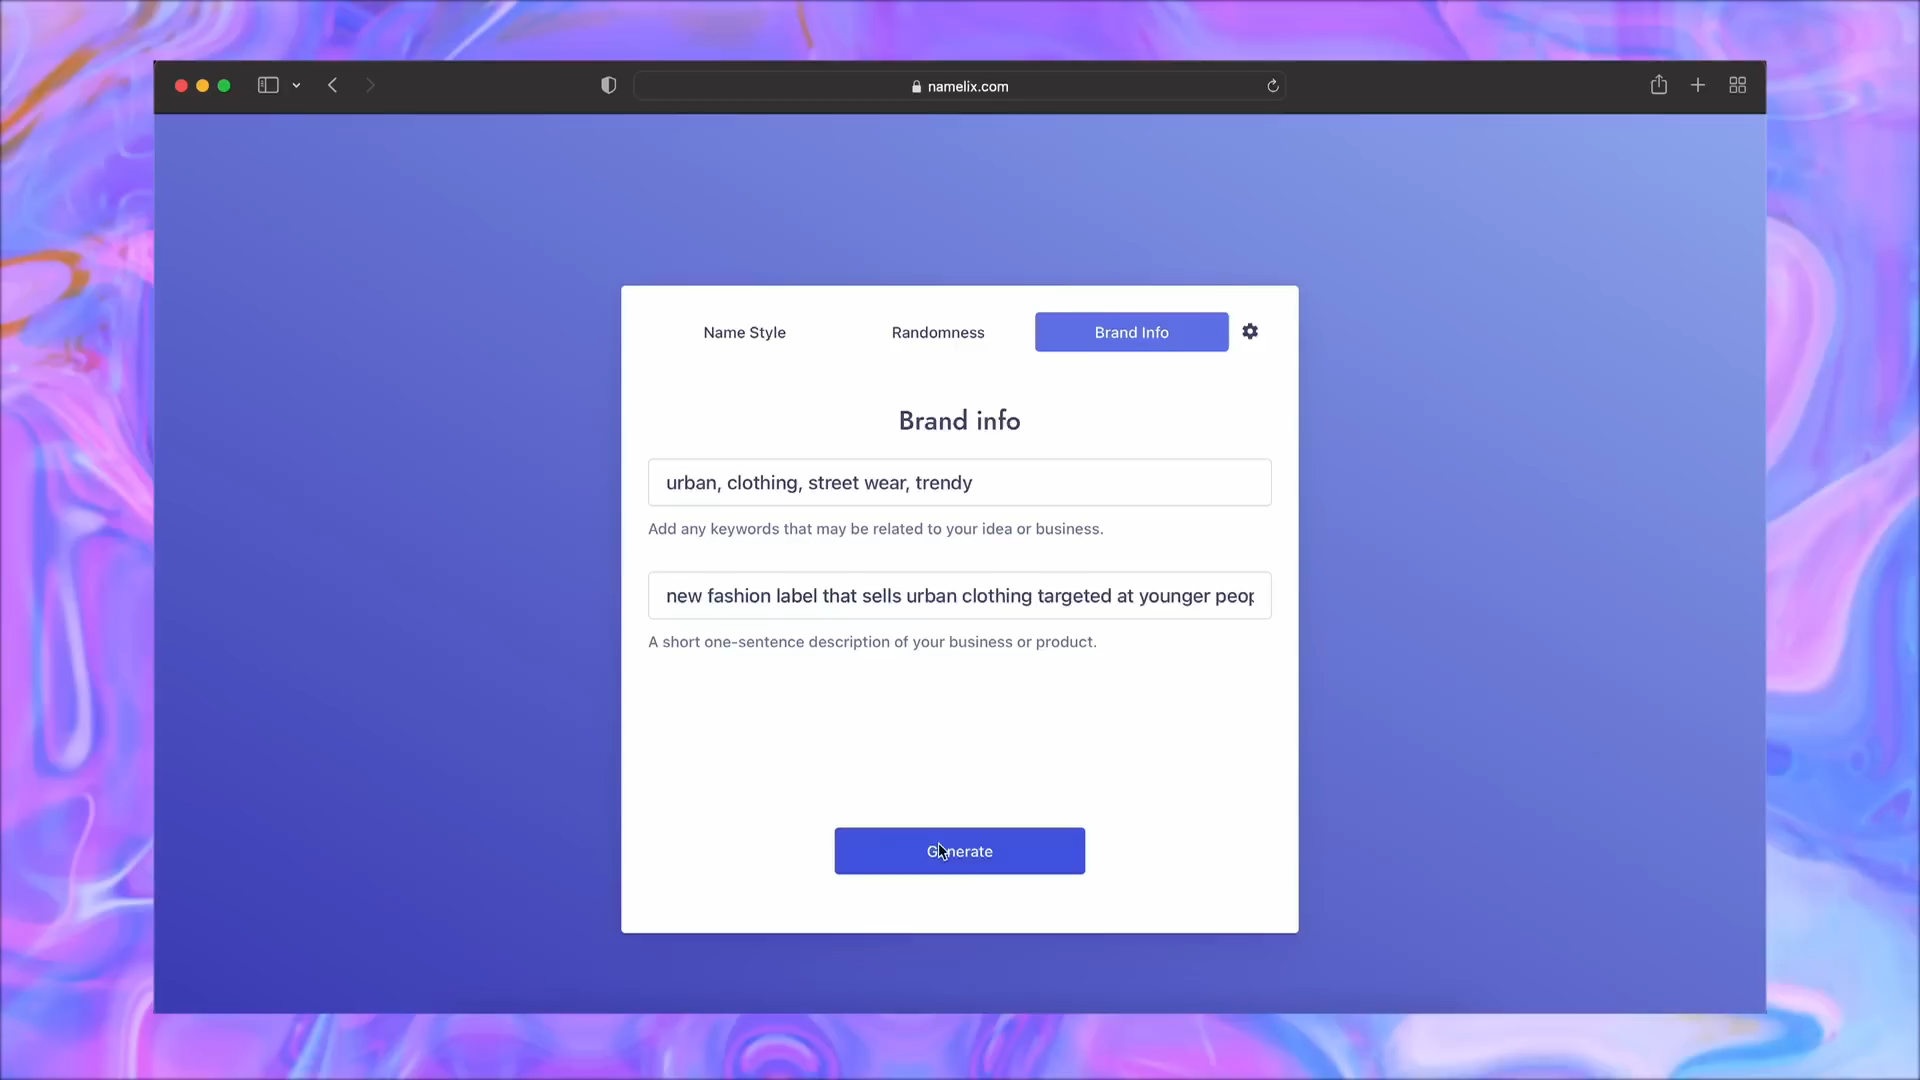 namelix.com
Name Style
Randomness
Brand Info
Brand info
urban, clothing, street wear, trendy
Add any keywords that may be related to your idea or business.
new fashion label that sells urban clothing targeted at younger peop
A short one-sentence description of your business or product.
Generate